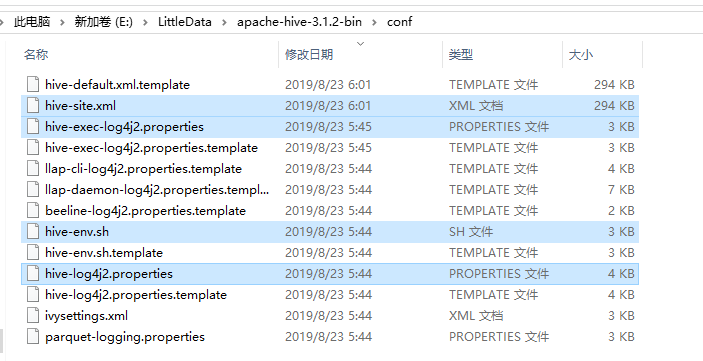 此电脑 > 新加卷 (E:) > LittleData > apache-hive-3.1.2-bin > conf
名称 修改日期 类型 大小
hive-default.xml.template 2019/8/23 6:01 TEMPLATE 文件 294 KB
hive-site.xml 2019/8/23 6:01 XML 文档 294 KB
hive-exec-log4j2.properties 2019/8/23 5:45 PROPERTIES 文件 3 KB
hive-exec-log4j2.properties.template 2019/8/23 5:45 TEMPLATE 文件 3 KB
llap-cli-log4j2.properties.template 2019/8/23 5:44 TEMPLATE 文件 4 KB
llap-daemon-log4j2.properties.templ... 2019/8/23 5:44 TEMPLATE 文件 7 KB
beeline-log4j2.properties.template 2019/8/23 5:44 TEMPLATE 文件 2 KB
hive-env.sh 2019/8/23 5:44 SH 文件 3 KB
hive-env.sh.template 2019/8/23 5:44 TEMPLATE 文件 3 KB
hive-log4j2.properties 2019/8/23 5:44 PROPERTIES 文件 4 KB
hive-log4j2.properties.template 2019/8/23 5:44 TEMPLATE 文件 4 KB
ivysettings.xml 2019/8/23 5:44 XML 文档 3 KB
parquet-logging.properties 2019/8/23 5:44 PROPERTIES 文件 3 KB